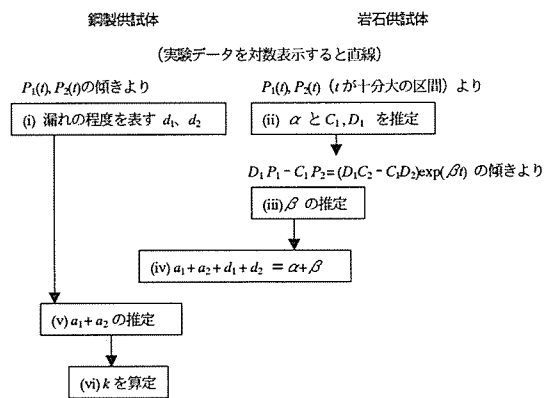 鋼製供試体
岩石供試体
(実験データを対数表示すると直線)
P₁(t), P₂(t)の傾きより
(i) 漏れの程度を表す d₁、d₂
P₁(t), P₂(t) (t が十分大の区間) より
(ii) α と C₁, D₁ を推定
D₁P₁−C₁P₂=(D₁C₂−C₁D₂)exp(βt) の傾きより
(iii) β の推定
(iv) a₁+a₂+d₁+d₂ = α+β
(v) a₁+a₂ の推定
(vi) k を算定